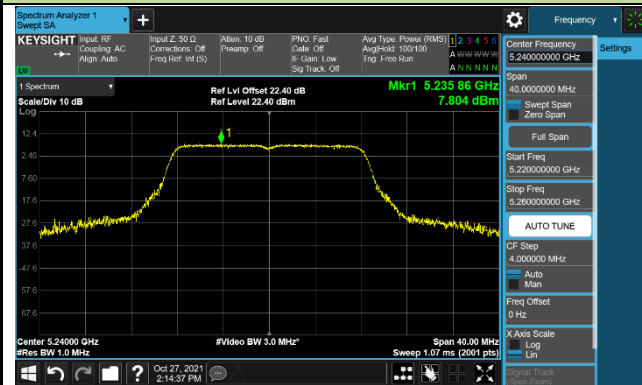 Spectrum Analyzer 1
Swept SA
+
Frequency
KEYSIGHT
Input: RF
Coupling: AC
Align: Auto
Input Z: 50 Ω
Corrections: Off
Freq Ref: Int (S)
Atten: 10 dB
Preamp: Off
PNO: Fast
Gate: Off
IF Gain: Low
Sig Track: Off
Avg Type: Power (RMS)
Avg|Hold: 100/100
Trig: Free Run
1 2 3 4 5 6
A W W W W W
A N N N N N
LXI
1 Spectrum
Scale/Div 10 dB
Log
Ref Lvl Offset 22.40 dB
Ref Level 22.40 dBm
Mkr1 5.235 86 GHz
7.804 dBm
1
12.4
2.40
-7.60
-17.6
-27.6
-37.6
-47.6
-57.6
-67.6
Center 5.24000 GHz
#Res BW 1.0 MHz
#Video BW 3.0 MHz*
Span 40.00 MHz
Sweep 1.07 ms (2001 pts)
Center Frequency
5.240000000 GHz
Settings
Span
40.0000000 MHz
Swept Span
Zero Span
Full Span
Start Freq
5.220000000 GHz
Stop Freq
5.260000000 GHz
AUTO TUNE
CF Step
4.000000 MHz
Auto
Man
Freq Offset
0 Hz
X Axis Scale
Log
Lin
Signal Track
(Span Zoom)
?
Oct 27, 2021
2:14:37 PM